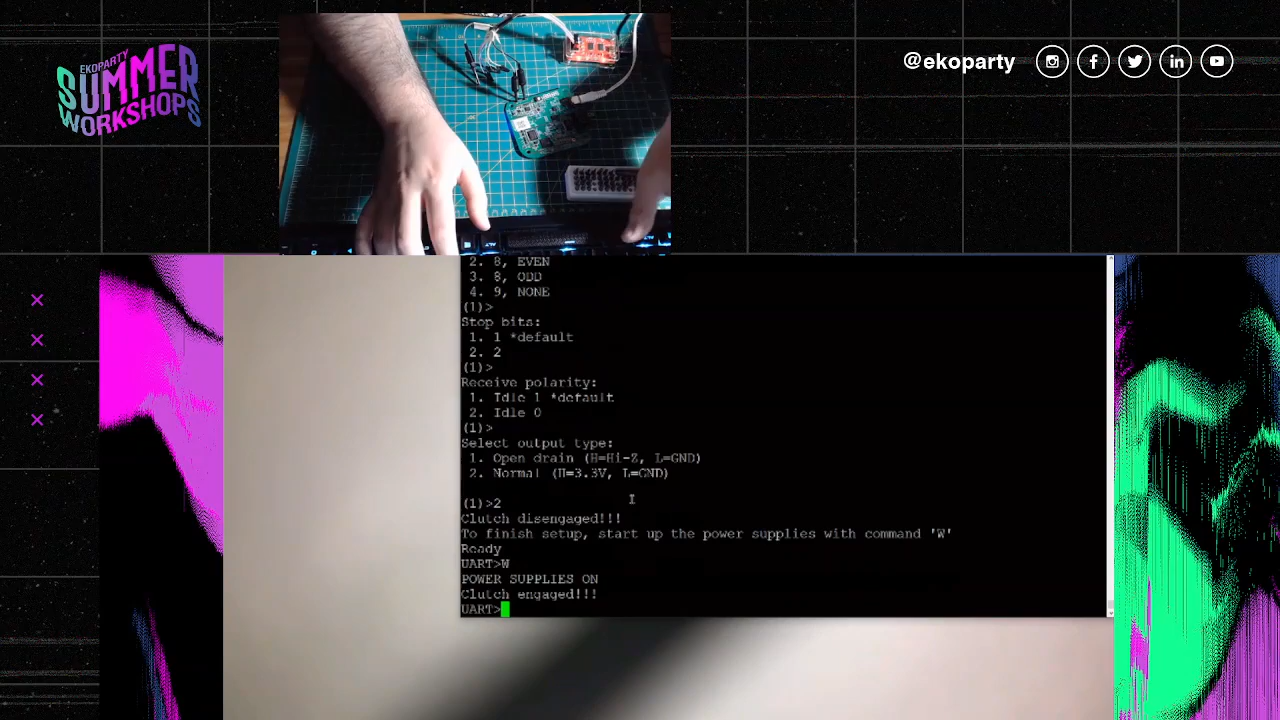 EKOPARTY
SUMMER
WORKSHOPS
@ekoparty
2. 8, EVEN
3. 8, ODD
4. 9, NONE
(1)>
Stop bits:
1. 1 *default
2. 2
(1)>
Receive polarity:
1. Idle 1 *default
2. Idle 0
(1)>
Select output type:
1. Open drain (H=Hi-Z, L=GND)
2. Normal (H=3.3V, L=GND)
(1)>2
Clutch disengaged!!!
To finish setup, start up the power supplies with command 'W'
Ready
UART>W
POWER SUPPLIES ON
Clutch engaged!!!
UART>